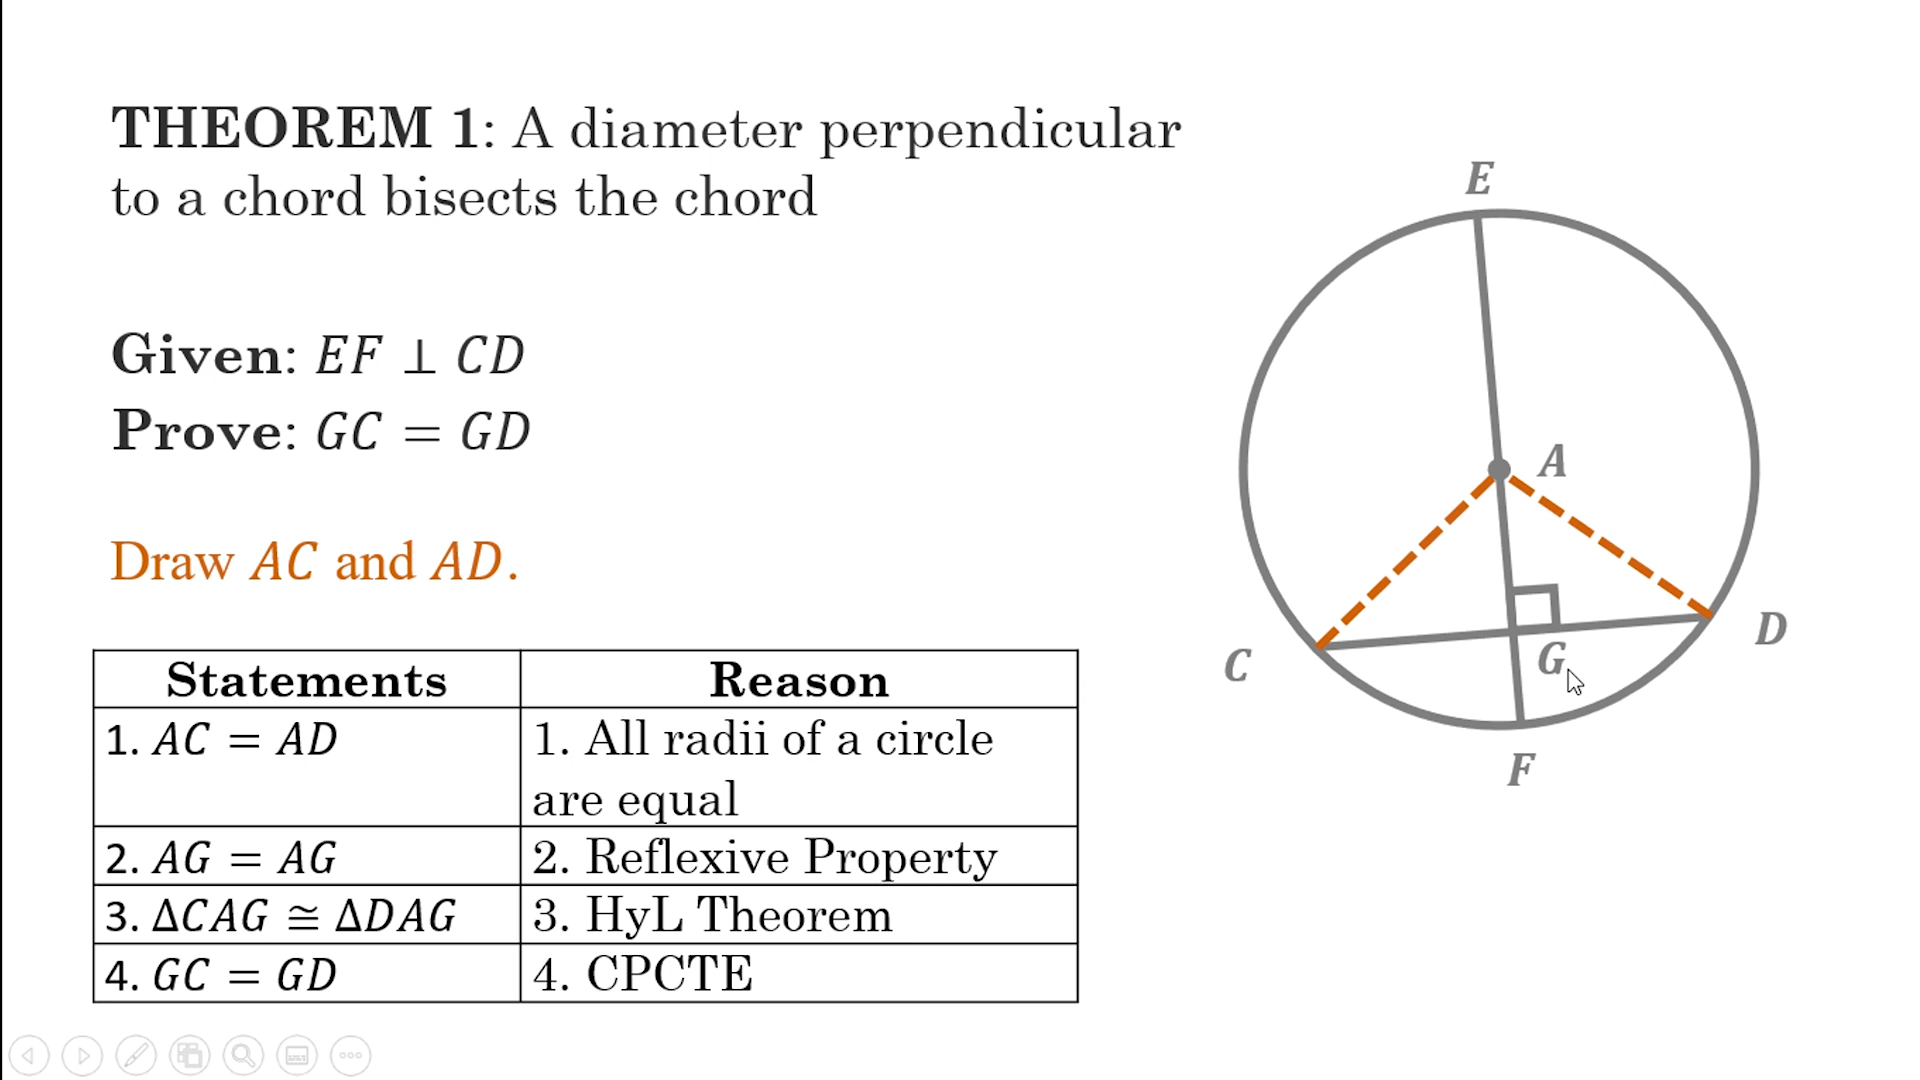 THEOREM 1: A diameter perpendicular
to a chord bisects the chord
Given: EF ⊥ CD
Prove: GC = GD
Draw AC and AD.
Statements Reason
1. AC = AD 1. All radii of a circle
are equal
2. AG = AG 2. Reflexive Property
3. ΔCAG ≅ ΔDAG 3. HyL Theorem
4. GC = GD 4. CPCTE
E
A
D
G
C
F